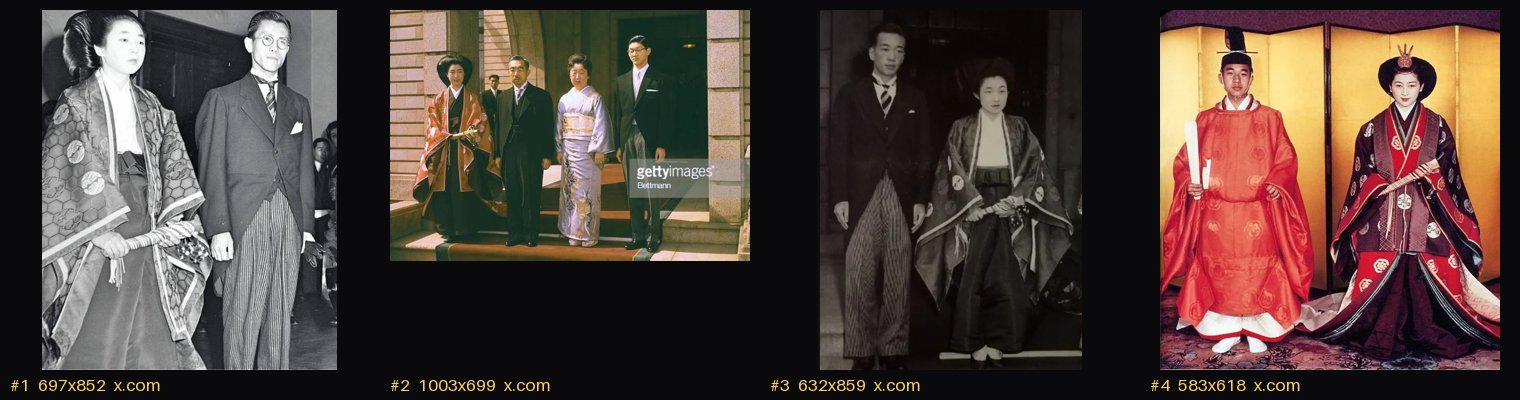 gettyimages®
Bettmann
#1 697x852 x.com
#2 1003x699 x.com
#3 632x859 x.com
#4 583x618 x.com